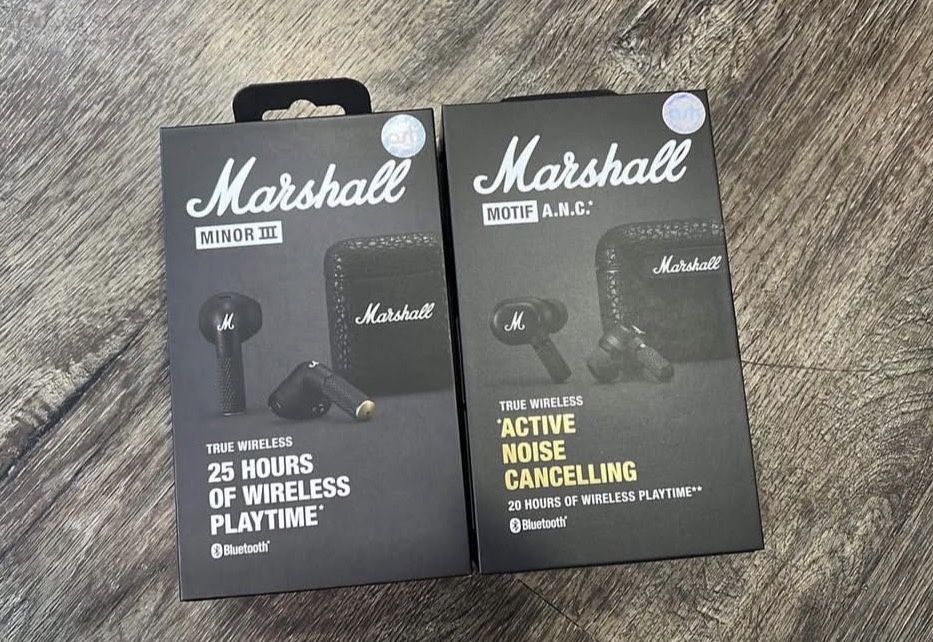 Marshall
MINOR III
M
Marshall
TRUE WIRELESS
25 HOURS
OF WIRELESS
PLAYTIME*
Bluetooth®
Marshall
MOTIF A.N.C.*
Marshall
M
TRUE WIRELESS
*ACTIVE
NOISE
CANCELLING
20 HOURS OF WIRELESS PLAYTIME**
Bluetooth®